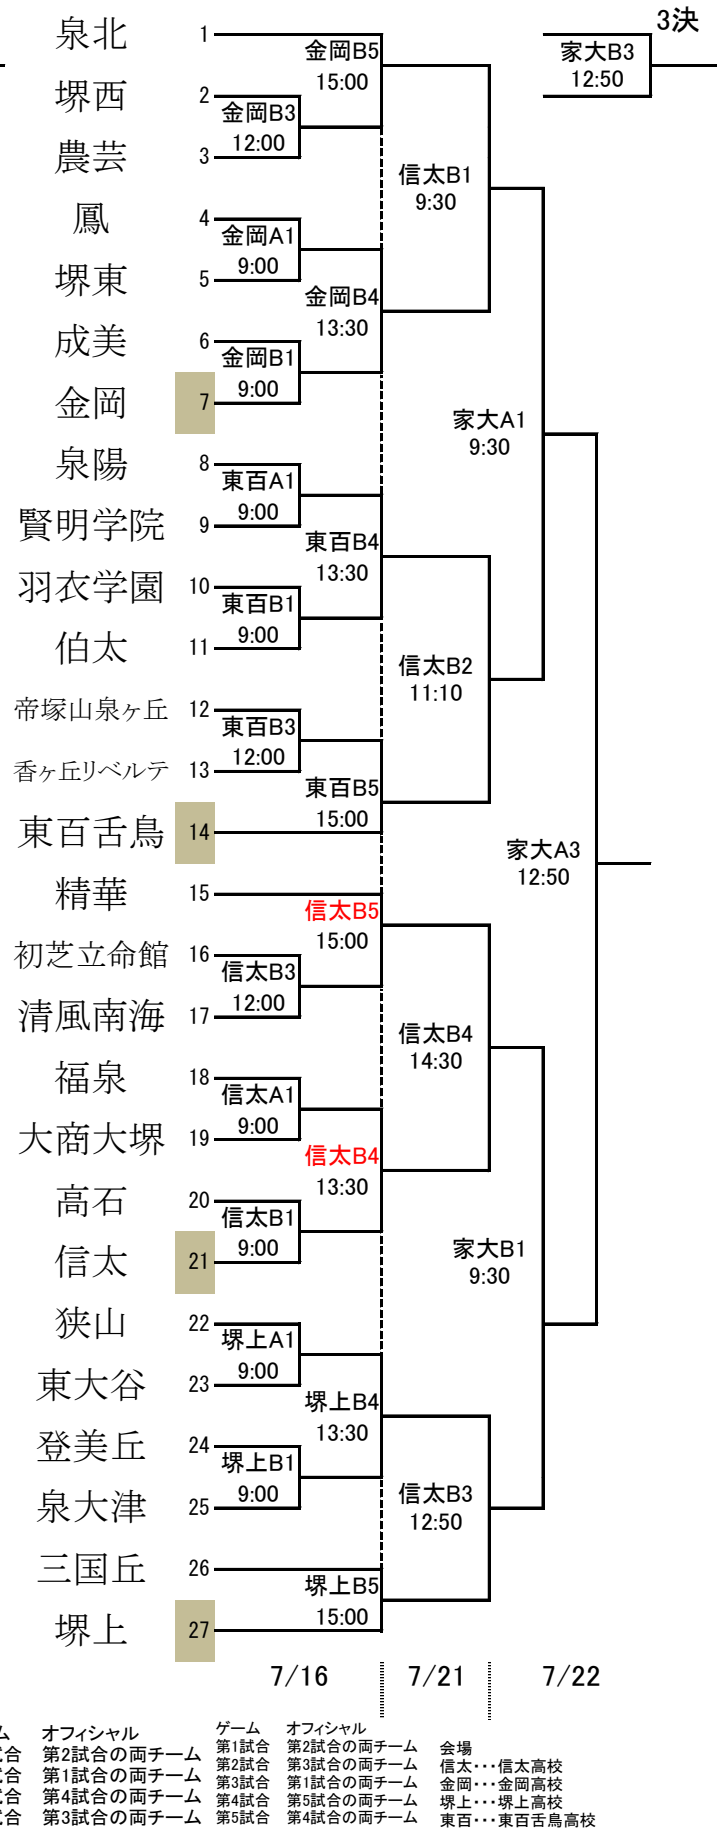 3決
泉北 1
金岡B5
15:00
家大B3
12:50
堺西 2
金岡B3
12:00
農芸 3
信太B1
9:30
鳳 4
金岡A1
9:00
堺東 5
金岡B4
13:30
成美 6
金岡B1
9:00
金岡 7
家大A1
9:30
泉陽 8
東百A1
9:00
賢明学院 9
東百B4
13:30
羽衣学園 10
東百B1
9:00
伯太 11
信太B2
11:10
帝塚山泉ヶ丘 12
東百B3
12:00
香ヶ丘リベルテ 13
東百B5
15:00
東百舌鳥 14
家大A3
12:50
精華 15
信太B5
15:00
初芝立命館 16
信太B3
12:00
清風南海 17
信太B4
14:30
福泉 18
信太A1
9:00
大商大堺 19
信太B4
13:30
高石 20
信太B1
9:00
信太 21
家大B1
9:30
狭山 22
堺上A1
9:00
東大谷 23
堺上B4
13:30
登美丘 24
堺上B1
9:00
泉大津 25
信太B3
12:50
三国丘 26
堺上B5
15:00
堺上 27
7/16 7/21 7/22
ム オフィシャル
合 第2試合の両チーム
合 第1試合の両チーム
合 第4試合の両チーム
合 第3試合の両チーム
ゲーム オフィシャル
第1試合 第2試合の両チーム
第2試合 第3試合の両チーム
第3試合 第1試合の両チーム
第4試合 第5試合の両チーム
第5試合 第4試合の両チーム
会場
信太･･･信太高校
金岡･･･金岡高校
堺上･･･堺上高校
東百･･･東百舌鳥高校